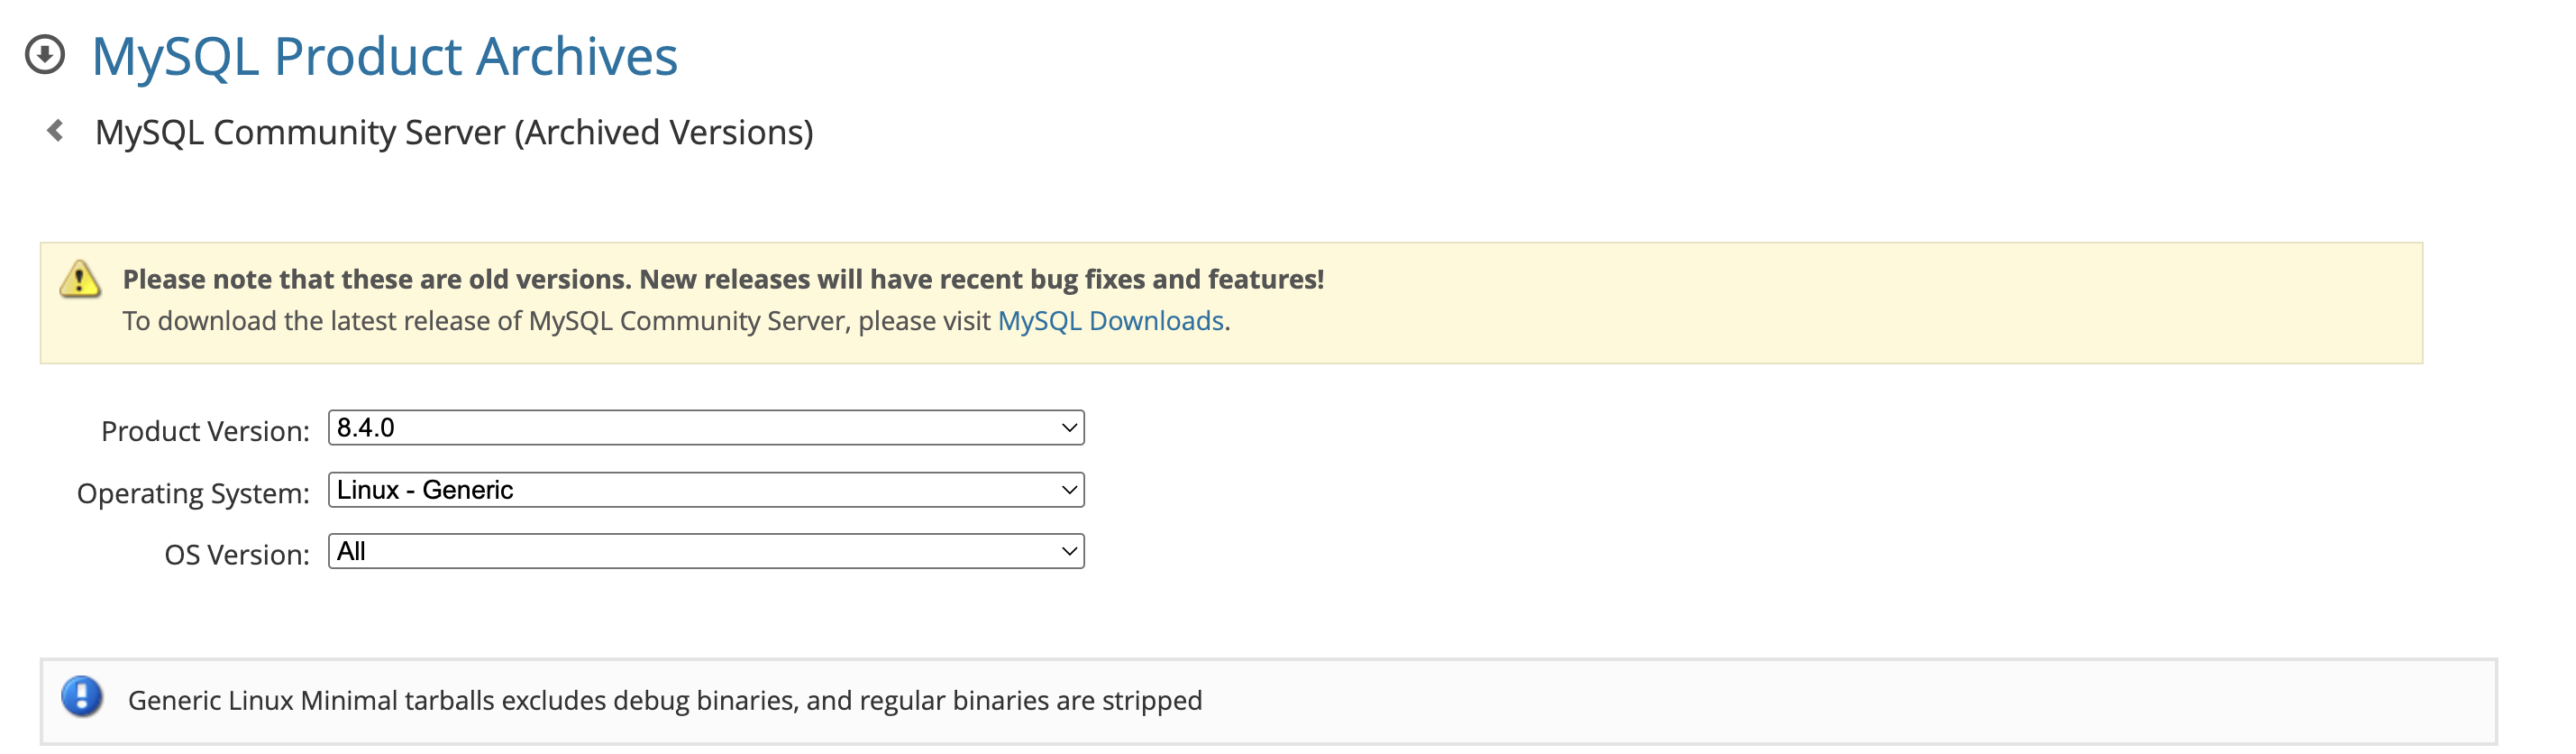 MySQL Product Archives
MySQL Community Server (Archived Versions)
Please note that these are old versions. New releases will have recent bug fixes and features!
To download the latest release of MySQL Community Server, please visit MySQL Downloads.
Product Version: 8.4.0
Operating System: Linux - Generic
OS Version: All
Generic Linux Minimal tarballs excludes debug binaries, and regular binaries are stripped